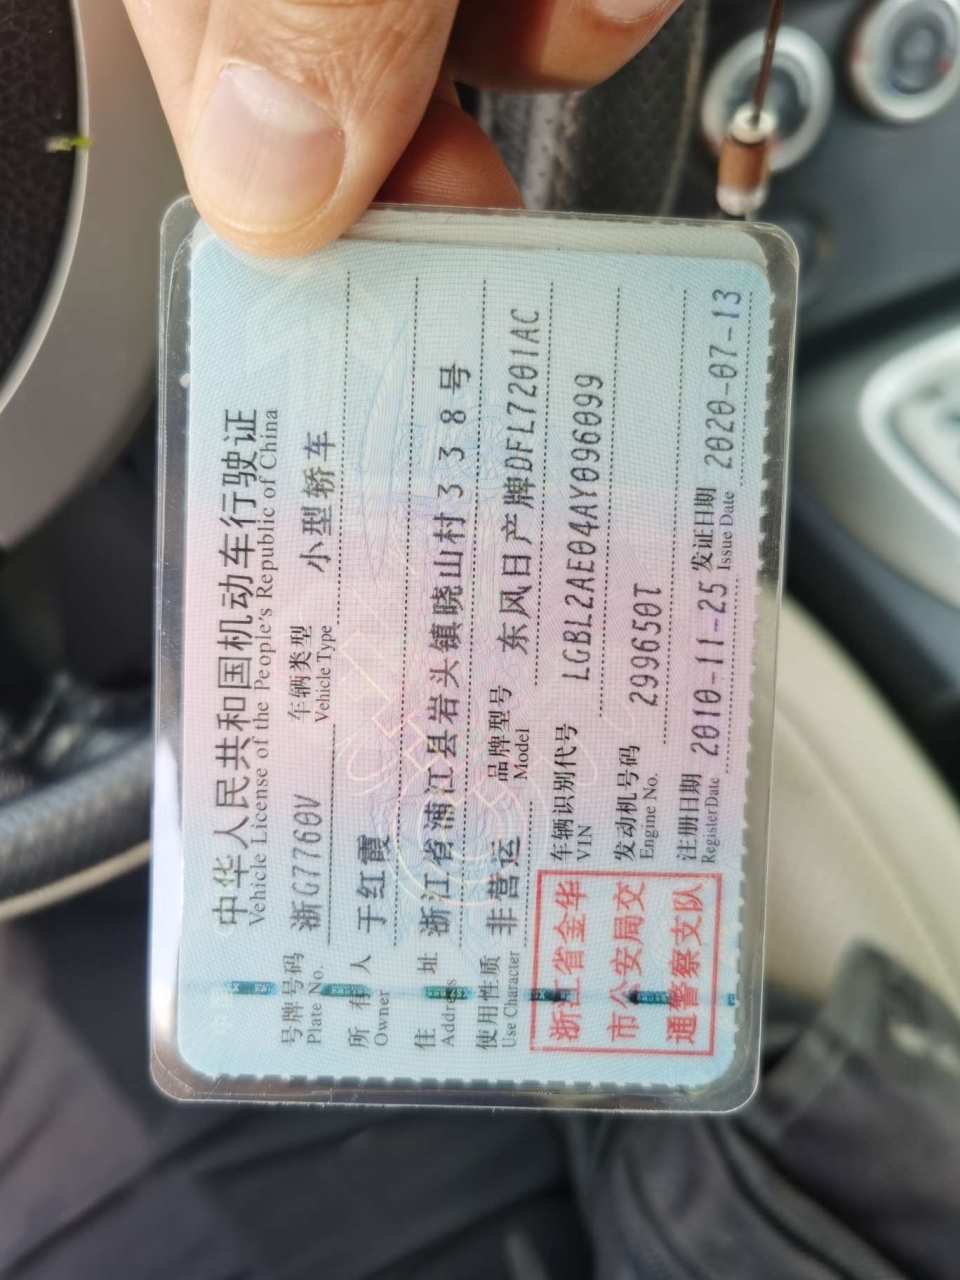 中华人民共和国机动车行驶证
Vehicle License of the People's Republic of China
号牌号码 浙G7760V 车辆类型 小型轿车
Plate No. Vehicle Type
所有人 于红霞
Owner
住址 浙江省浦江县岩头镇晓山村338号
Address
使用性质 非营运 品牌型号 东风日产牌DFL7201AC
Use Character Model
浙江省金华
市公安局交
通警察支队
车辆识别代号 LGBL2AE04AY096099
VIN
发动机号码 299650T
Engine No.
注册日期 2010-11-25 发证日期 2020-07-13
RegisterDate Issue Date